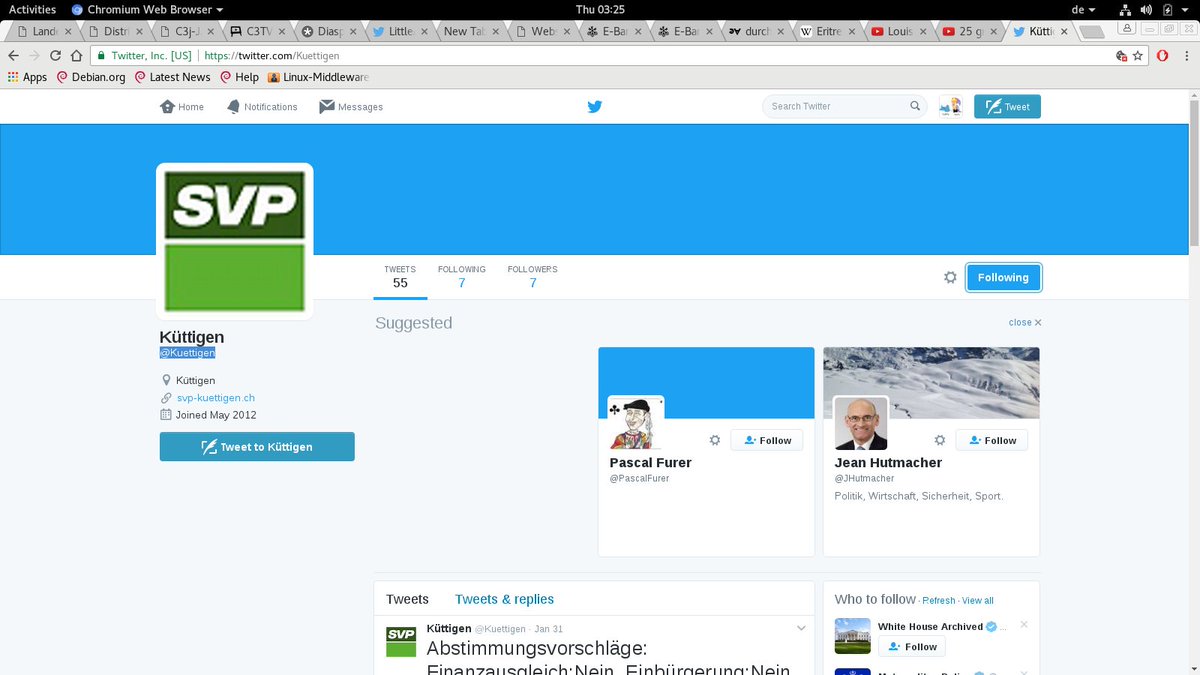 Activities Chromium Web Browser Thu 03:25 de
Land Distri C3j-J C3TV Diasp Little New Tab Webs E-Ban E-Ban durch Eritre Louis 25 g Kütti
Twitter, Inc. [US] https://twitter.com/Kuettigen
Apps Debian.org Latest News Help Linux-Middleware
Home Notifications Messages Search Twitter Tweet
SVP
TWEETS FOLLOWING FOLLOWERS
55 7 7 Following
Suggested close
Küttigen
@Kuettigen
Küttigen
svp-kuettigen.ch
Joined May 2012
Tweet to Küttigen
Follow Follow
Pascal Furer Jean Hutmacher
@PascalFurer @JHutmacher
Politik, Wirtschaft, Sicherheit, Sport.
Tweets Tweets & replies
Who to follow · Refresh · View all
SVP
Küttigen @Kuettigen · Jan 31
Abstimmungsvorschläge:
Finanzausgleich:Nein, Einbürgerung:Nein
White House Archived ...
Follow